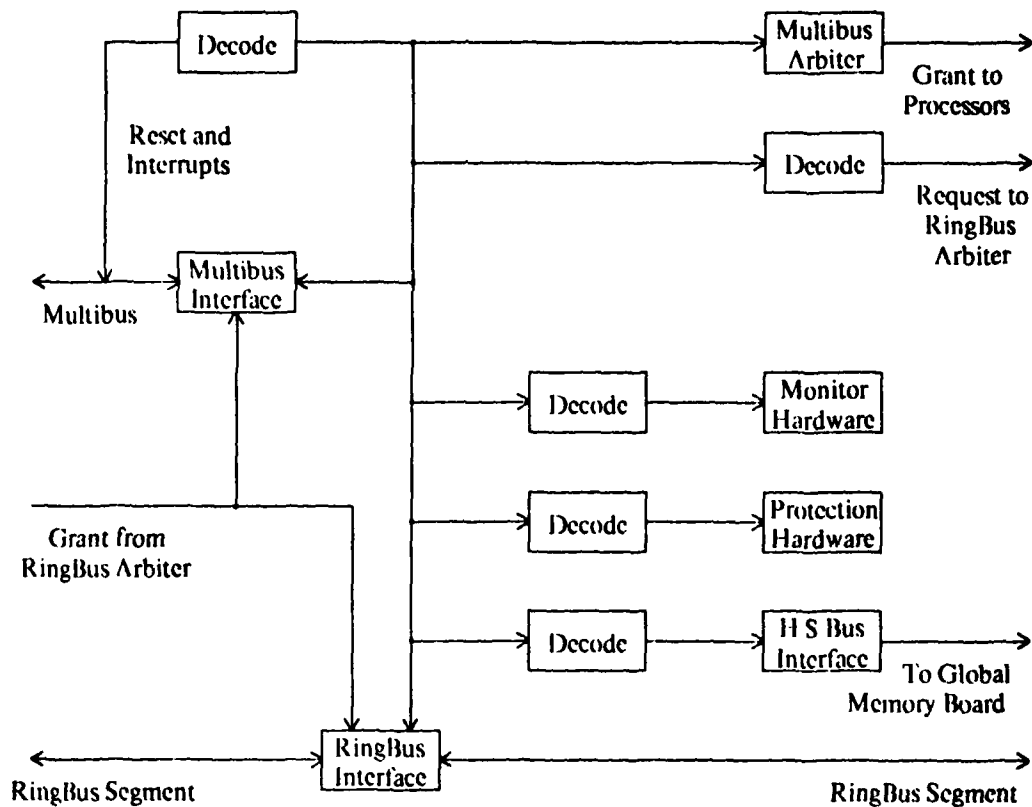 Decode
Multibus
Arbiter
Grant to
Processors
Reset and
Interrupts
Decode
Request to
RingBus
Arbiter
Multibus
Interface
Multibus
Decode
Monitor
Hardware
Decode
Protection
Hardware
Grant from
RingBus Arbiter
Decode
H S Bus
Interface
To Global
Memory Board
RingBus
Interface
RingBus Segment
RingBus Segment